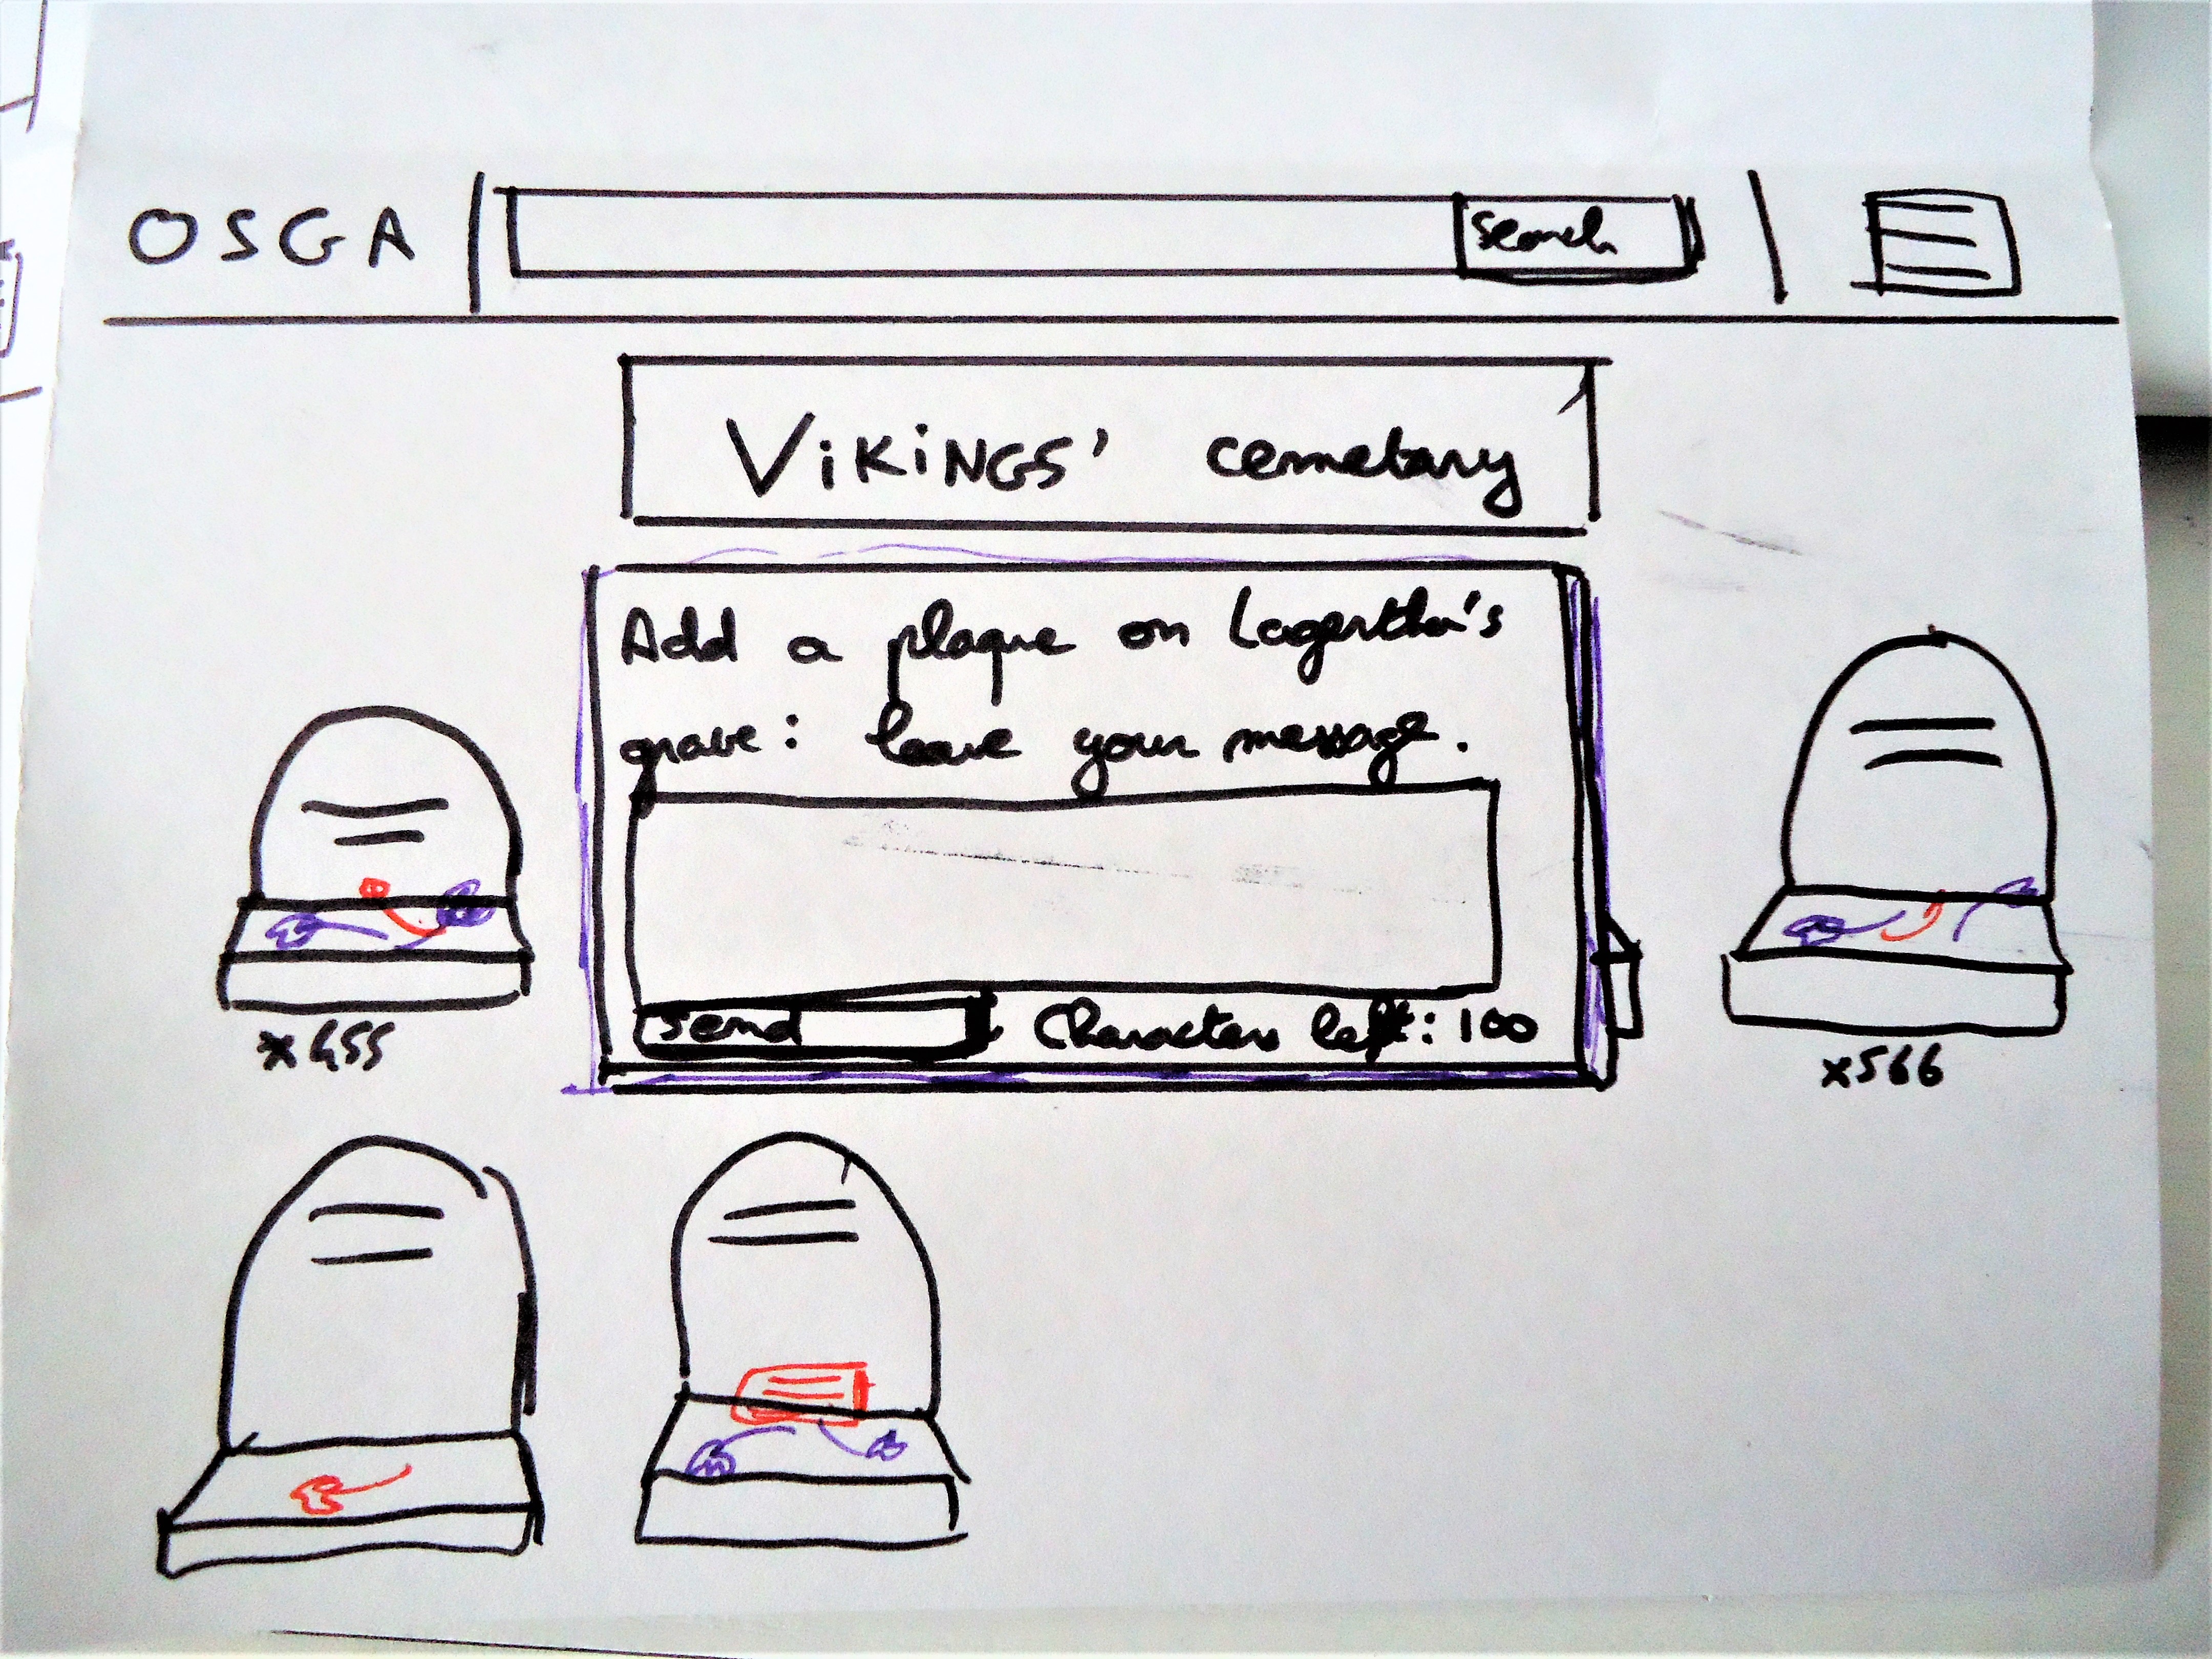 OSGA
Search
VIKINGS' cemetary
Add a plaque on Lagertha's
grave: leave your message.
Send
Characters left: 100
x455
x566